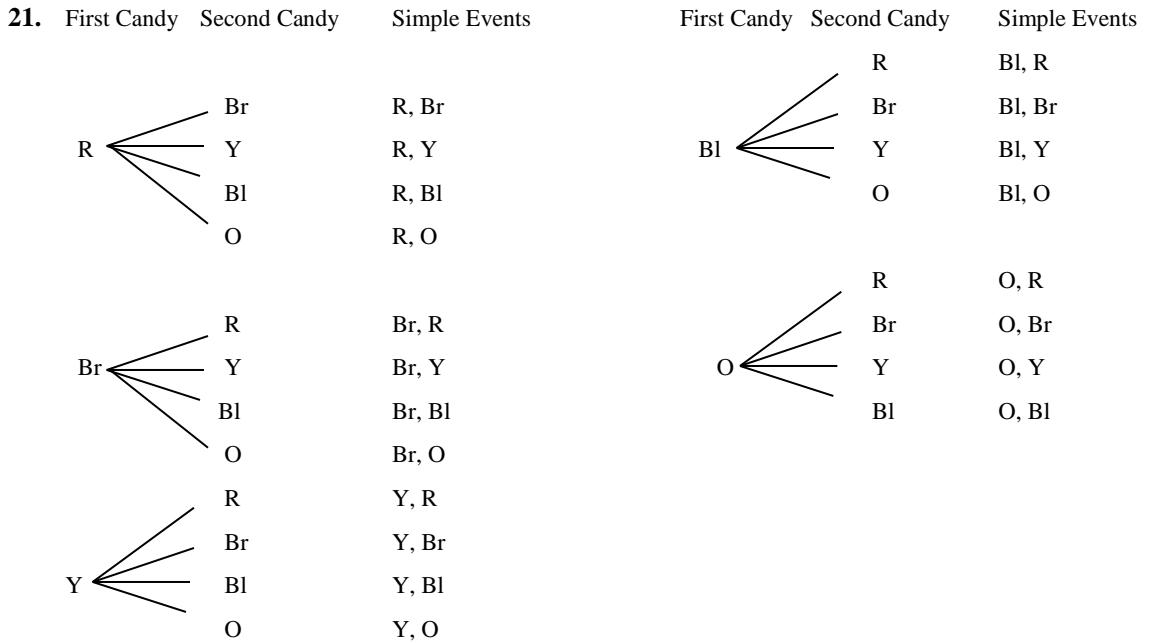 21. First Candy Second Candy Simple Events
Br R, Br
R Y R, Y
Bl R, Bl
O R, O
R Br, R
Br Y Br, Y
Bl Br, Bl
O Br, O
R Y, R
Br Y, Br
Y Bl Y, Bl
O Y, O
First Candy Second Candy Simple Events
R Bl, R
Br Bl, Br
Bl Y Bl, Y
O Bl, O
R O, R
Br O, Br
O Y O, Y
Bl O, Bl